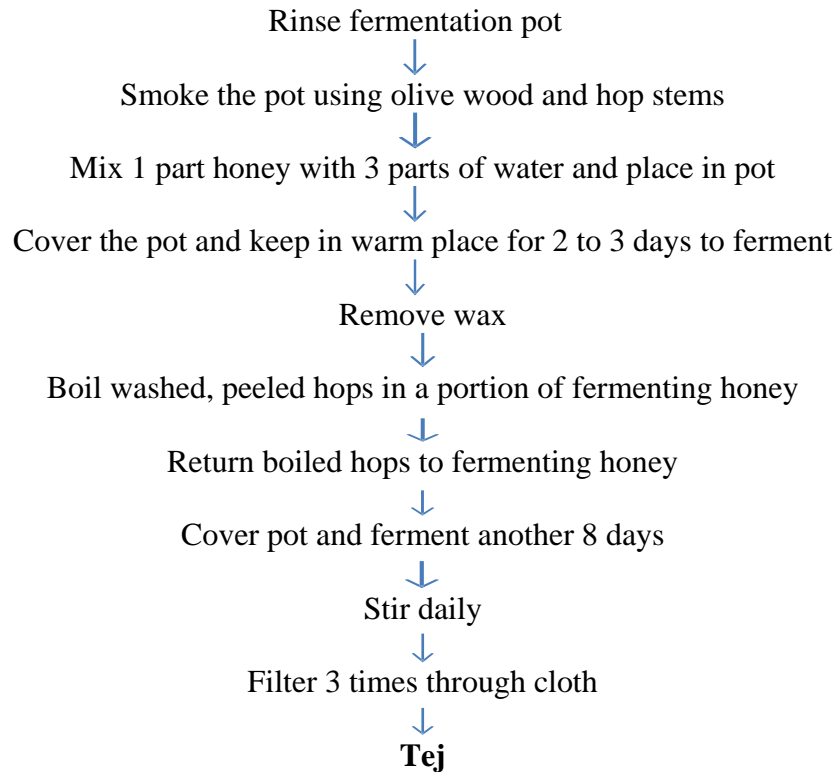 Rinse fermentation pot
Smoke the pot using olive wood and hop stems
Mix 1 part honey with 3 parts of water and place in pot
Cover the pot and keep in warm place for 2 to 3 days to ferment
Remove wax
Boil washed, peeled hops in a portion of fermenting honey
Return boiled hops to fermenting honey
Cover pot and ferment another 8 days
Stir daily
Filter 3 times through cloth
Tej